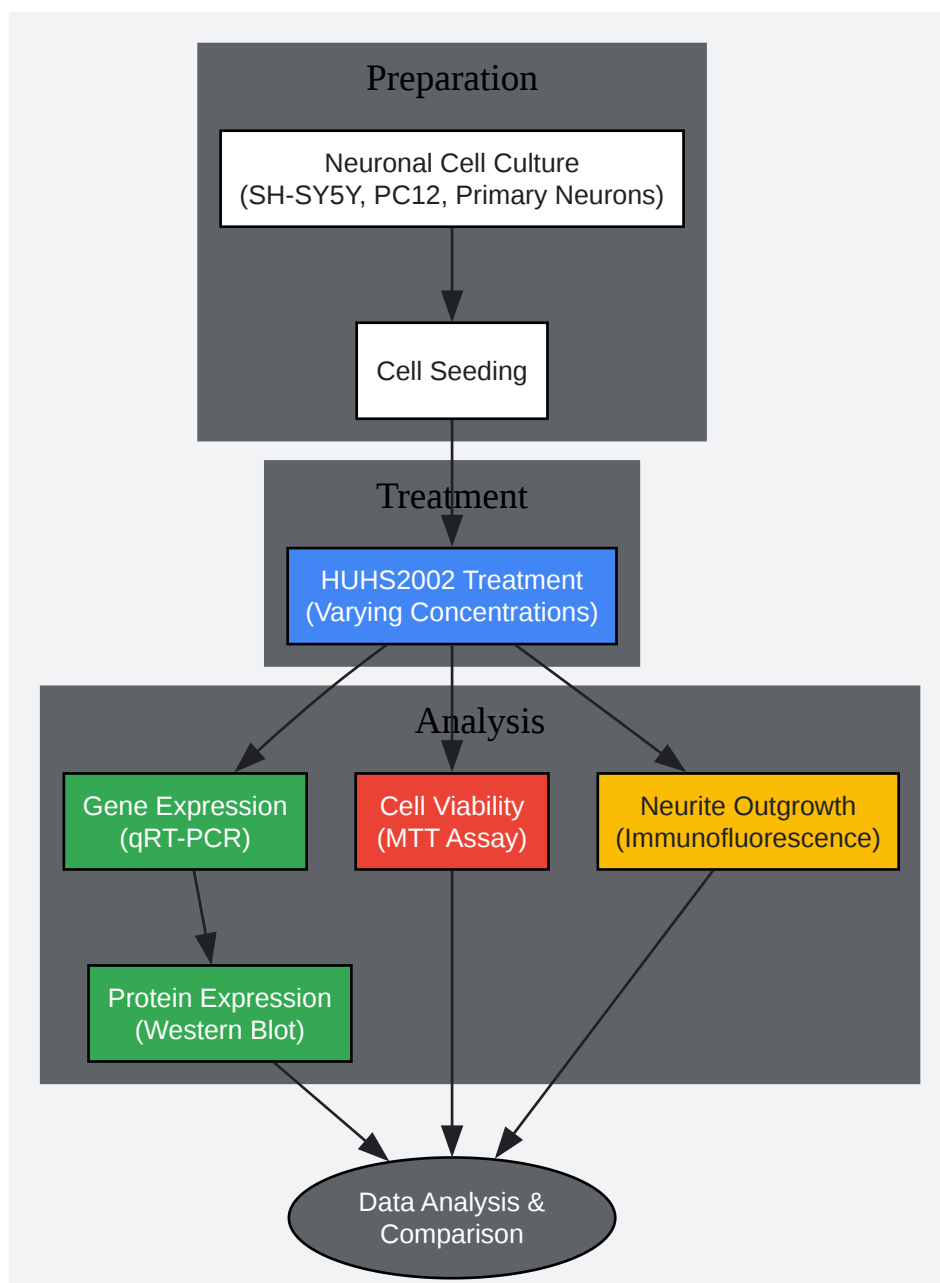 Preparation
Neuronal Cell Culture
(SH-SY5Y, PC12, Primary Neurons)
Cell Seeding
Treatment
HUHS2002 Treatment
(Varying Concentrations)
Analysis
Gene Expression
(qRT-PCR)
Cell Viability
(MTT Assay)
Neurite Outgrowth
(Immunofluorescence)
Protein Expression
(Western Blot)
Data Analysis &
Comparison